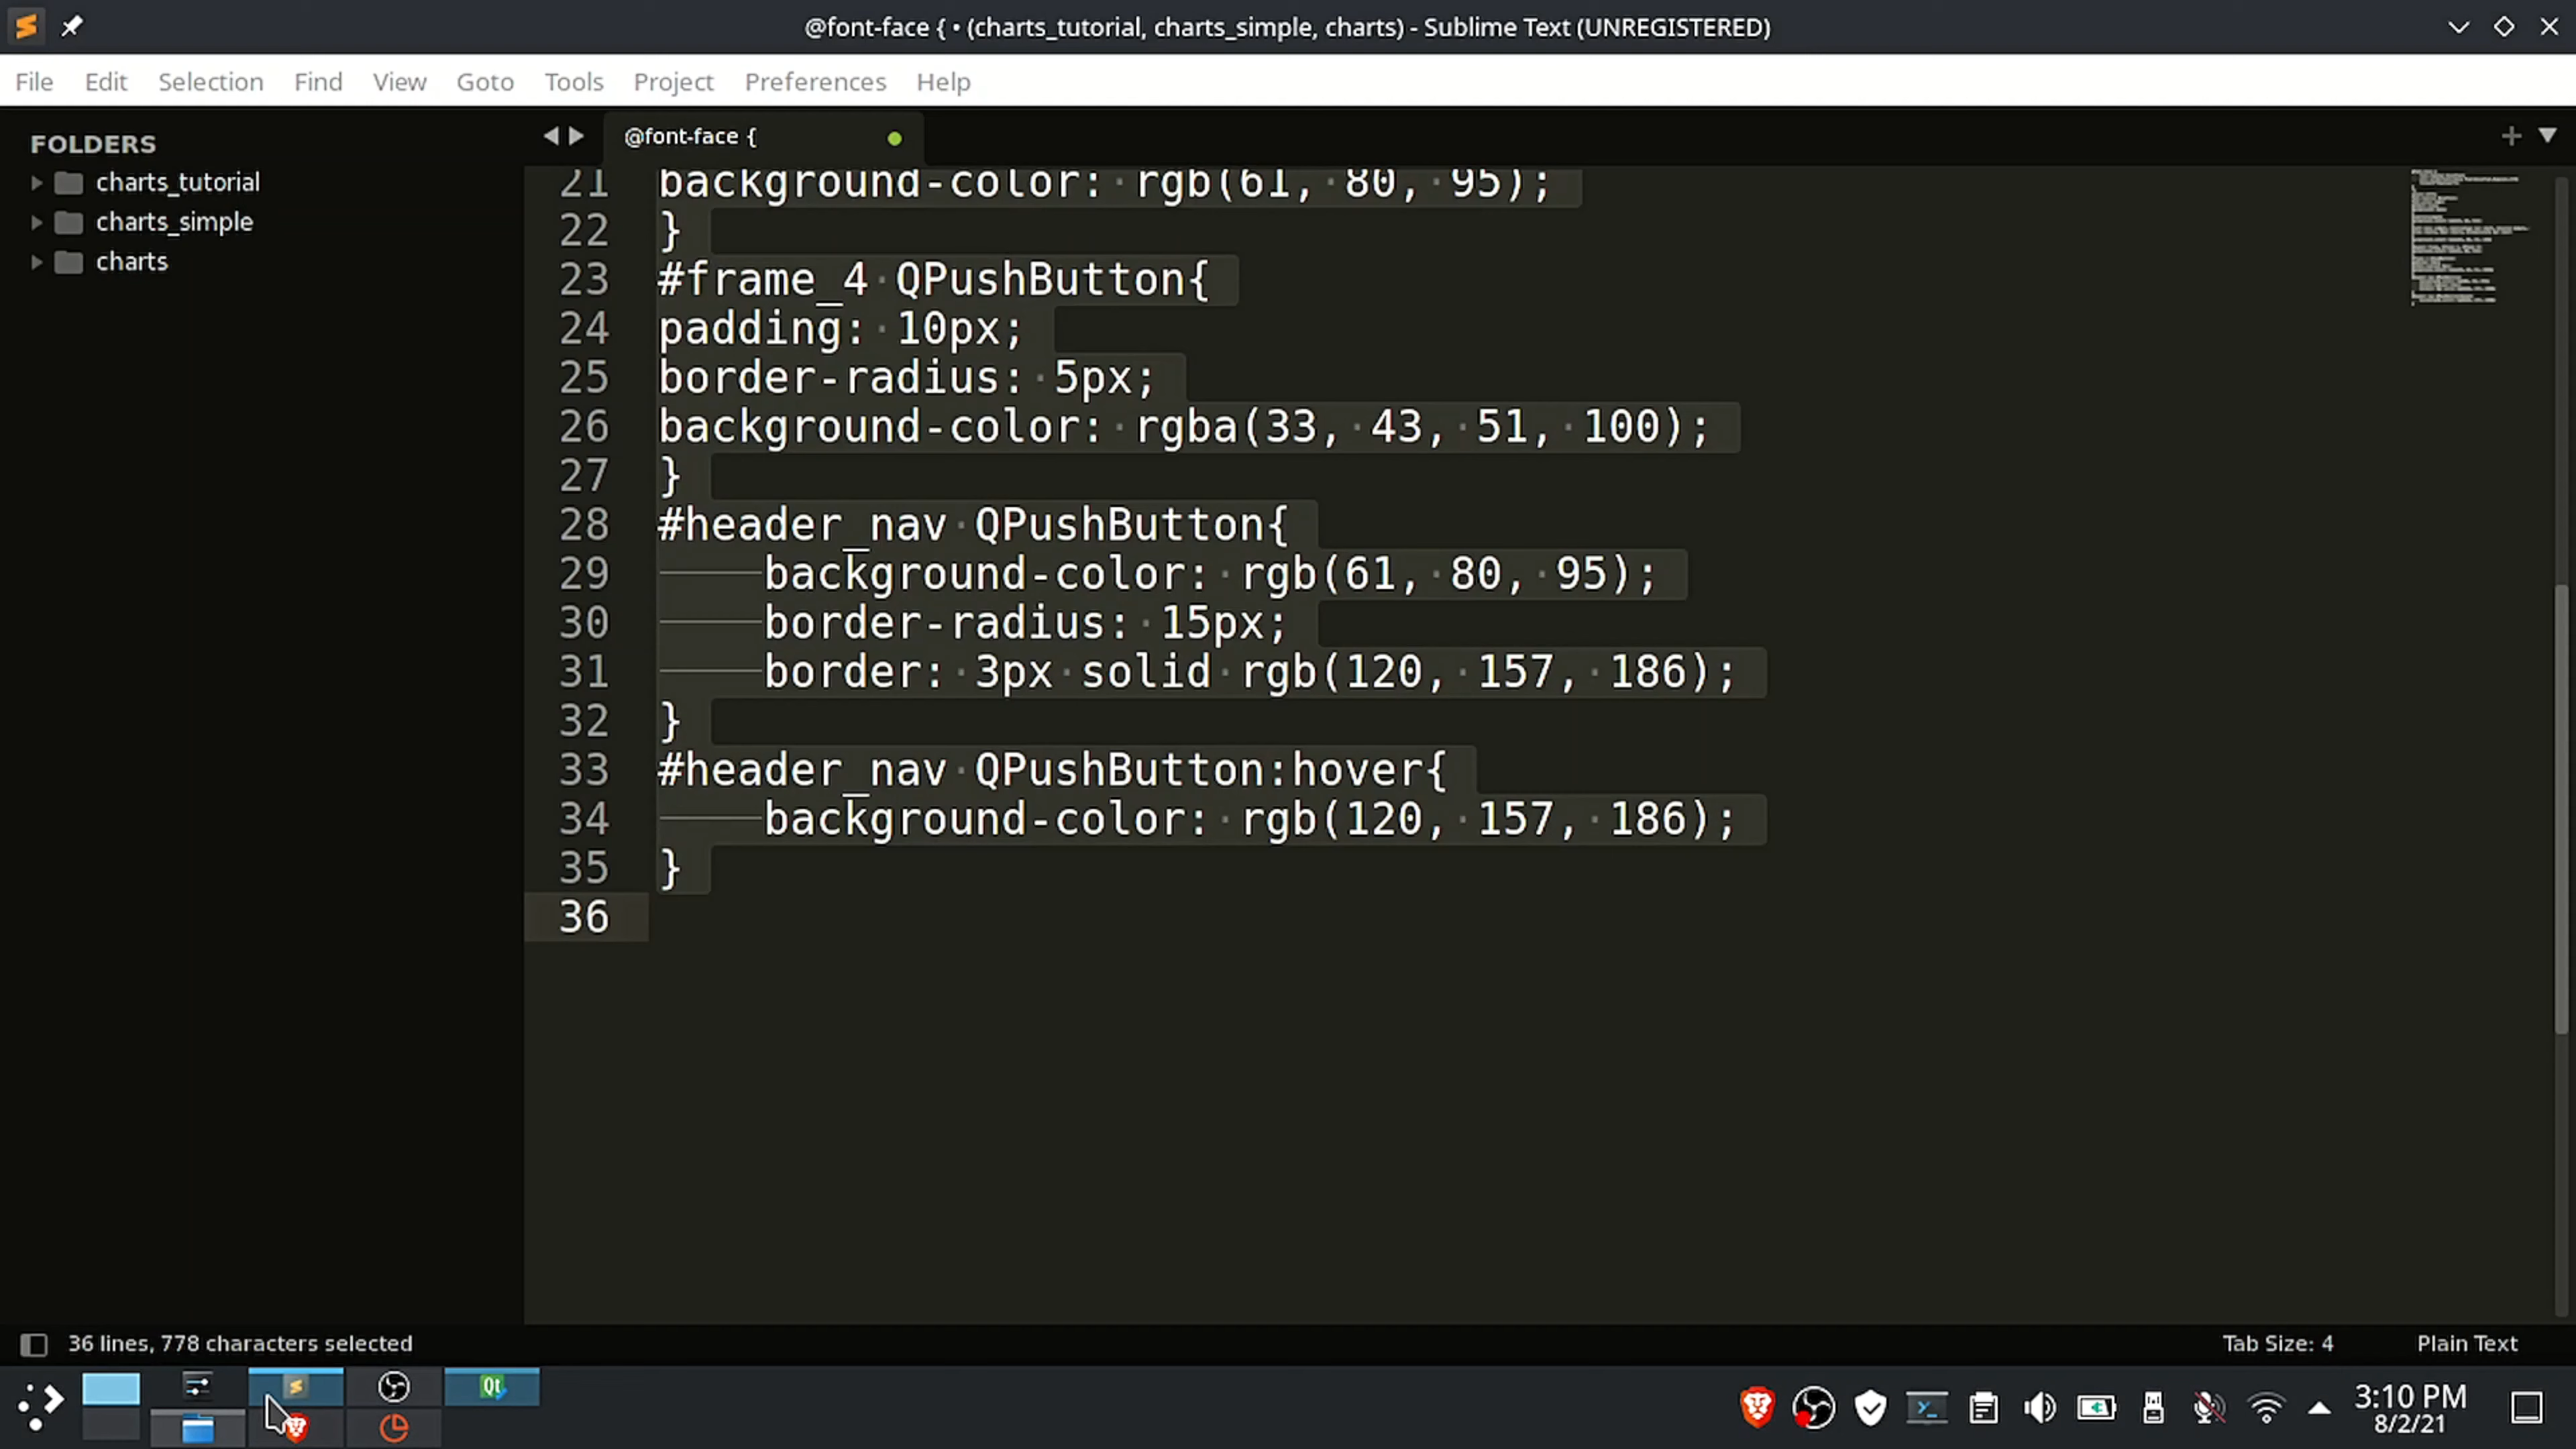 @font-face { • (charts_tutorial, charts_simple, charts) - Sublime Text (UNREGISTERED)
File Edit Selection Find View Goto Tools Project Preferences Help
FOLDERS
charts_tutorial
charts_simple
charts
@font-face {
21 background-color: rgb(61, 80, 95);
22 }
23 #frame_4 QPushButton{
24 padding: 10px;
25 border-radius: 5px;
26 background-color: rgba(33, 43, 51, 100);
27 }
28 #header_nav QPushButton{
29 background-color: rgb(61, 80, 95);
30 border-radius: 15px;
31 border: 3px solid rgb(120, 157, 186);
32 }
33 #header_nav QPushButton:hover{
34 background-color: rgb(120, 157, 186);
35 }
36
36 lines, 778 characters selected
Tab Size: 4
Plain Text
Qt
3:10 PM
8/2/21